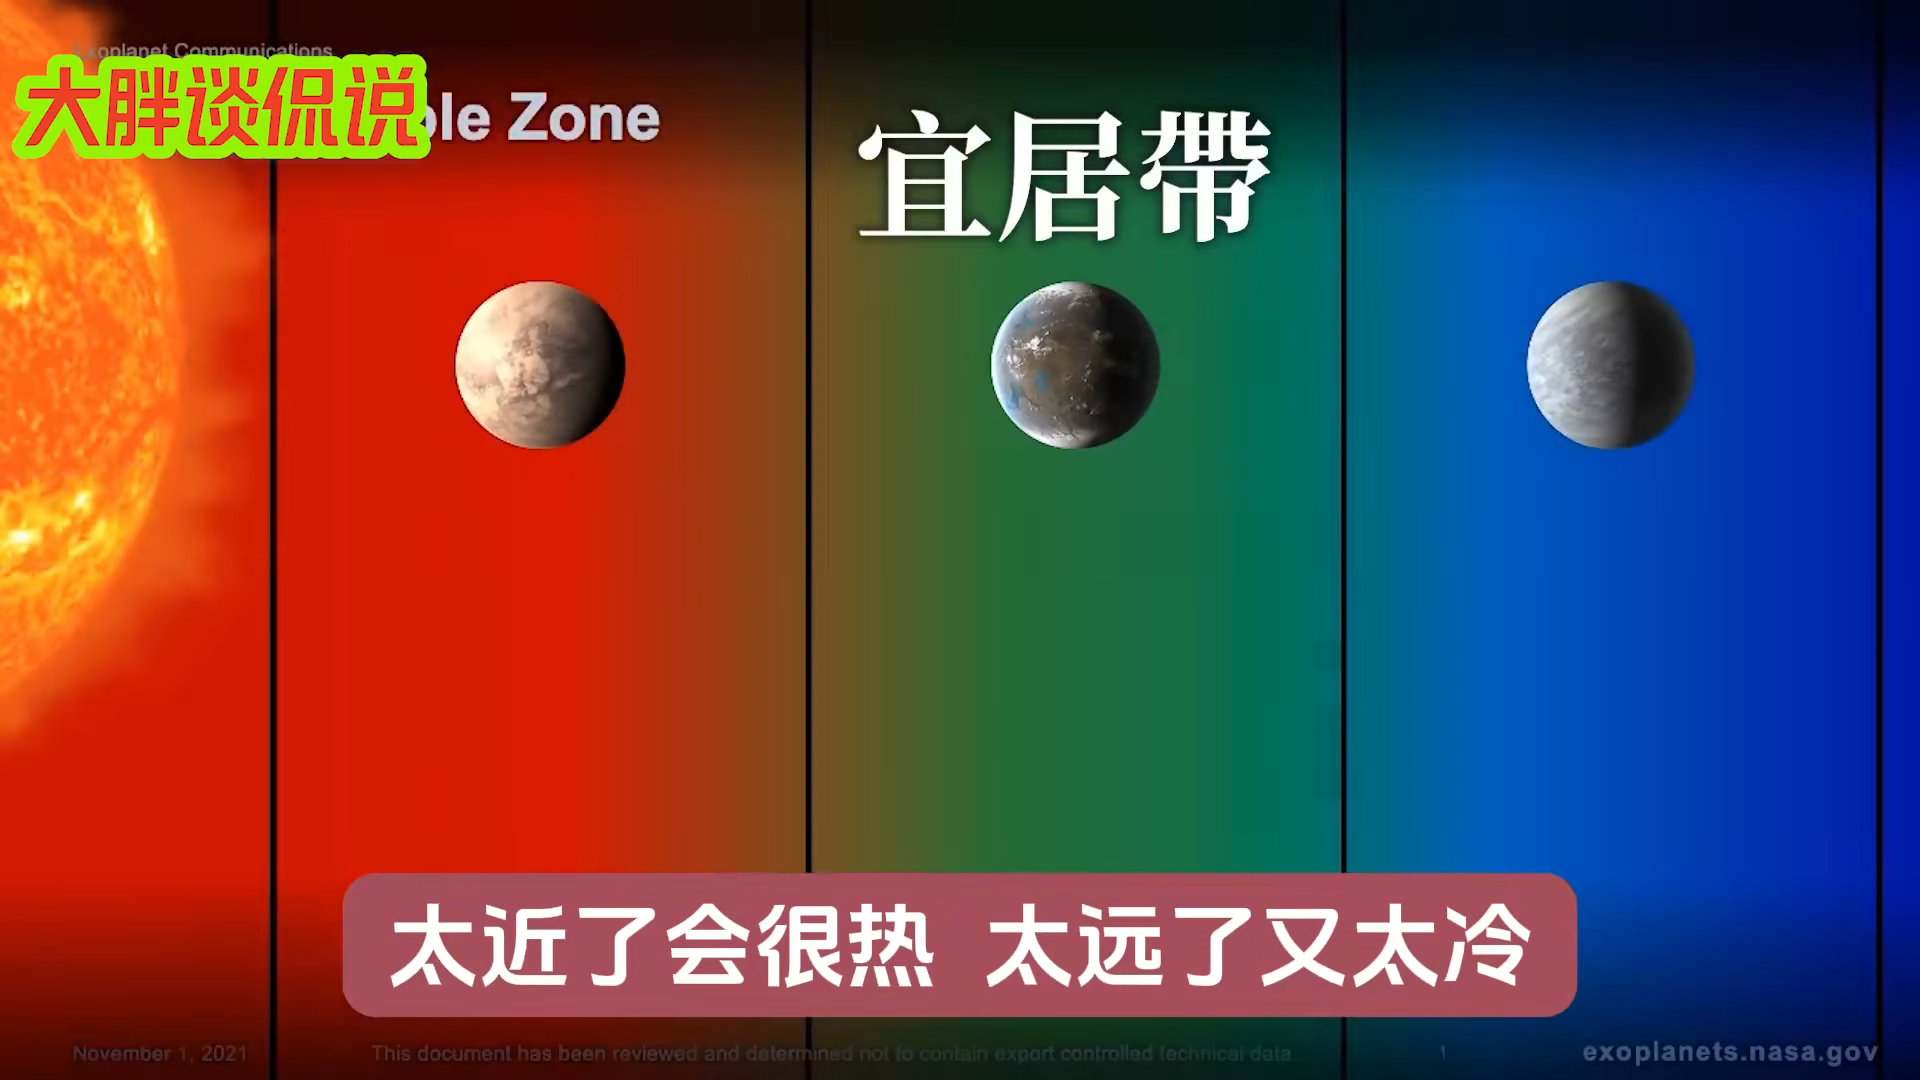 Exoplanet Communications
大胖谈侃说
ble Zone
宜居帶
太近了会很热 太远了又太冷
November 1, 2021
This document has been reviewed and determined not to contain export controlled technical data.
1
exoplanets.nasa.gov